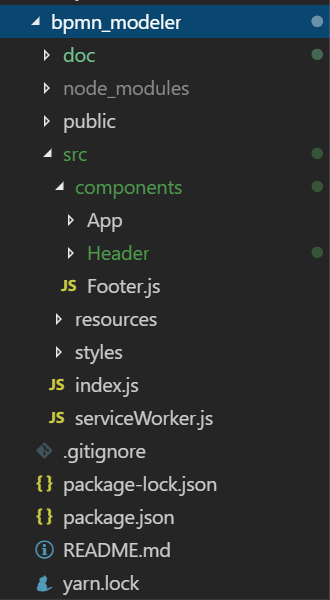 bpmn_modeler
doc
node_modules
public
src
components
App
Header
JS Footer.js
resources
styles
JS index.js
JS serviceWorker.js
.gitignore
{} package-lock.json
{} package.json
README.md
yarn.lock